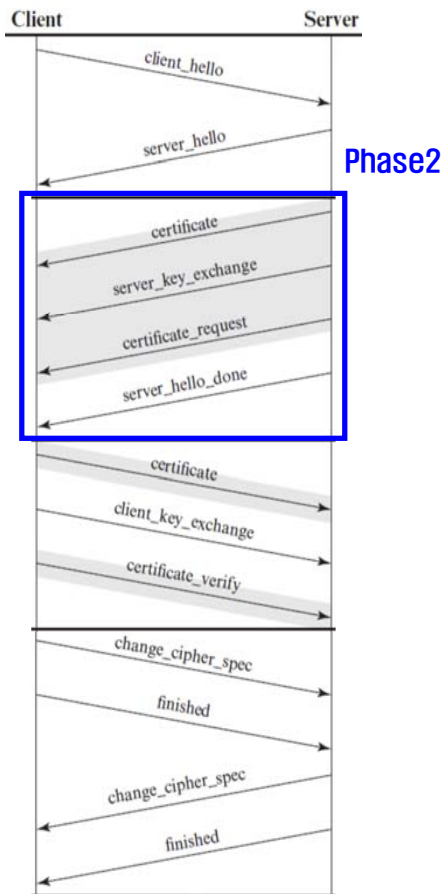 Client Server
client_hello
server_hello
Phase2
certificate
server_key_exchange
certificate_request
server_hello_done
certificate
client_key_exchange
certificate_verify
change_cipher_spec
finished
change_cipher_spec
finished